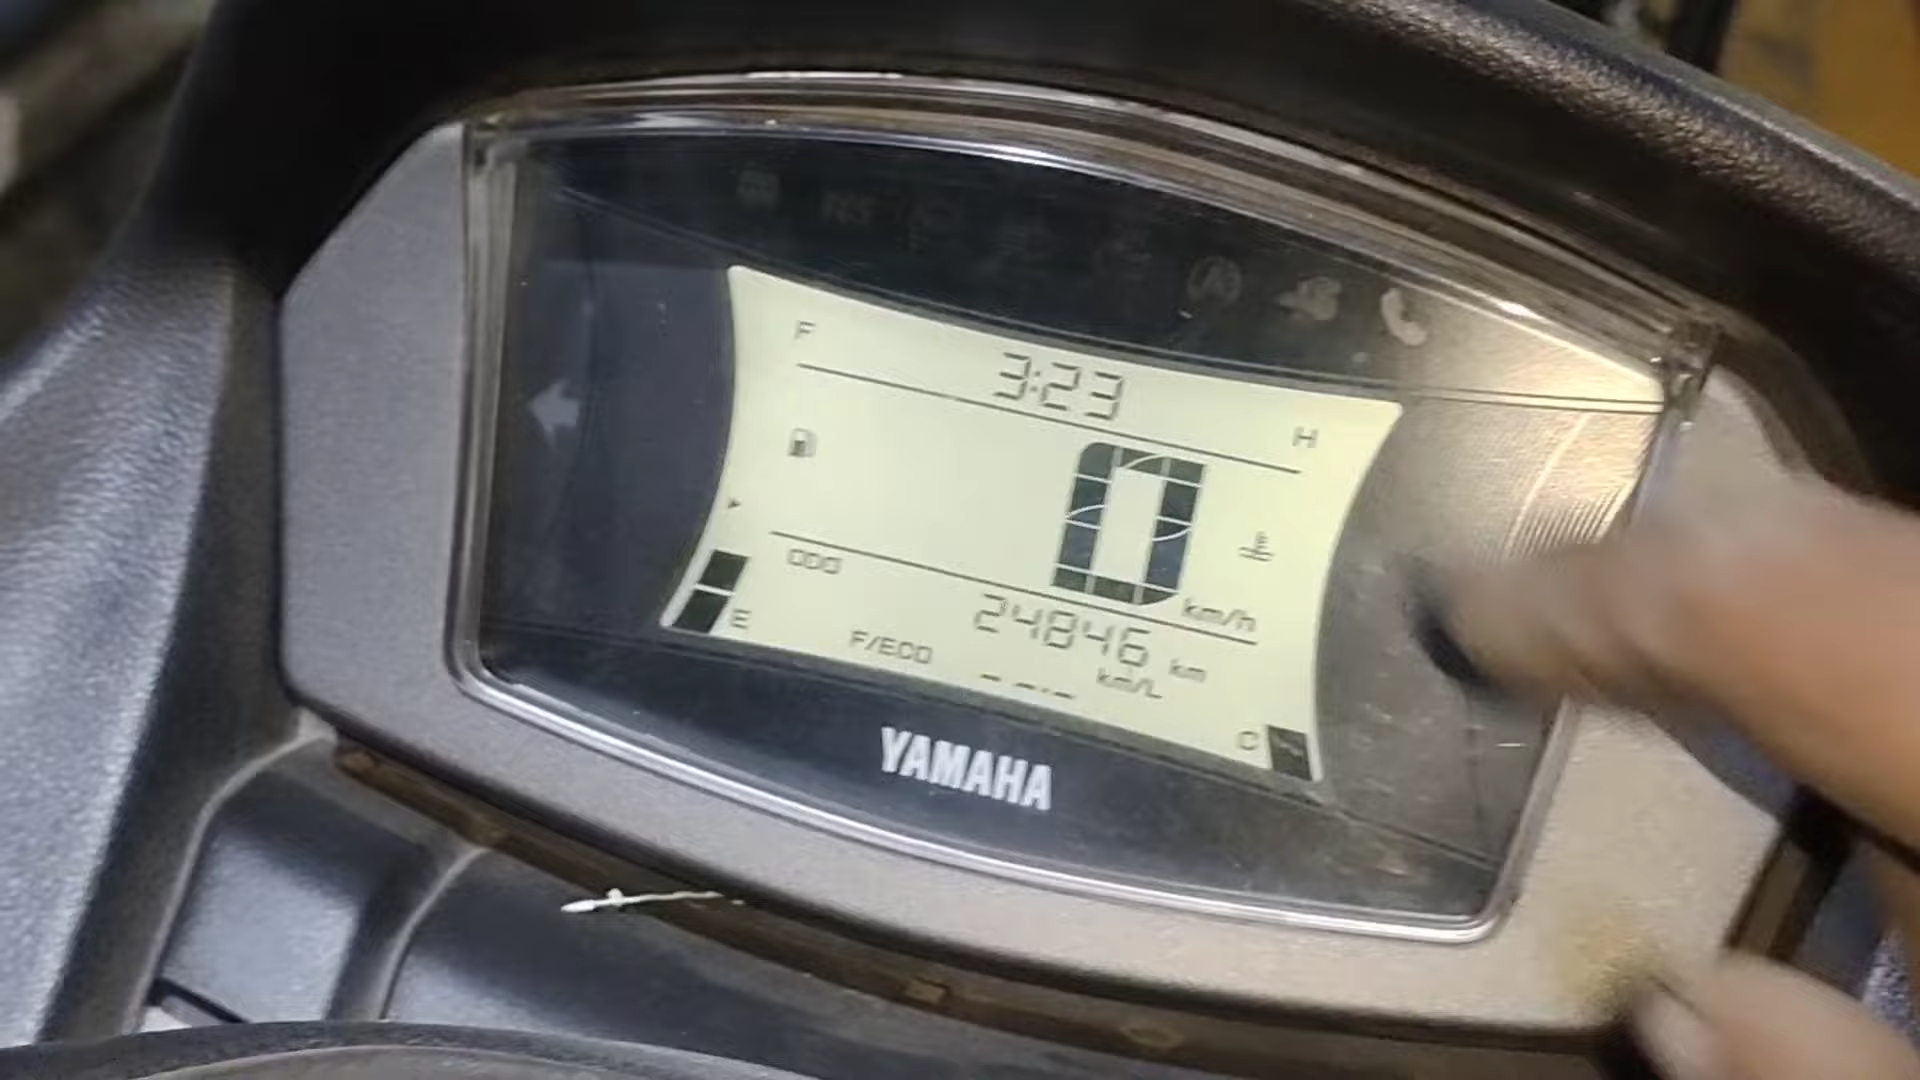 F
3:23
H
0
km/h
ODO
24846 km
E
F/ECO
--.- km/L
C
YAMAHA